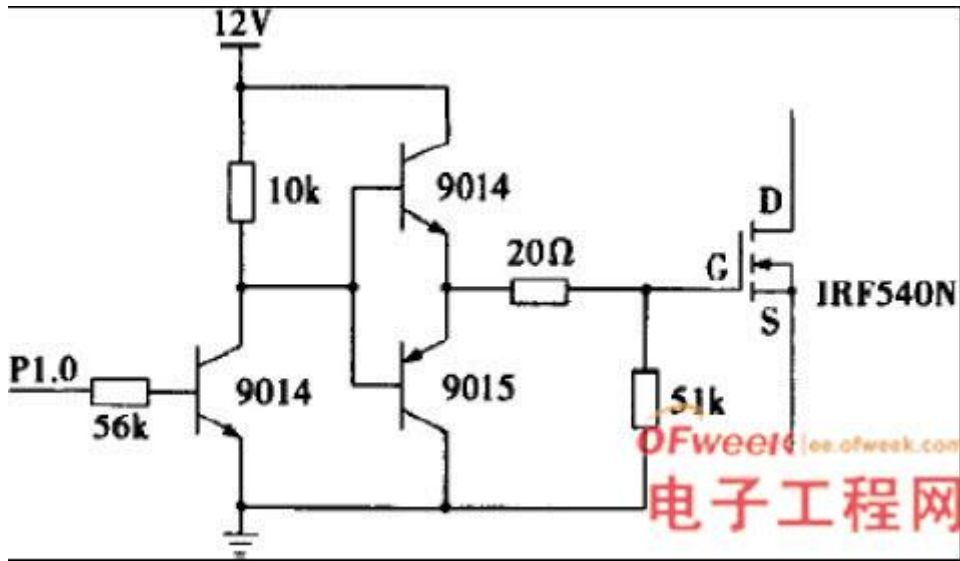 12V
10k
9014
D
20Ω
G
IRF540N
S
P1.0
56k
9014
9015
51k
OFweek
ee.ofweek.com
电子工程网